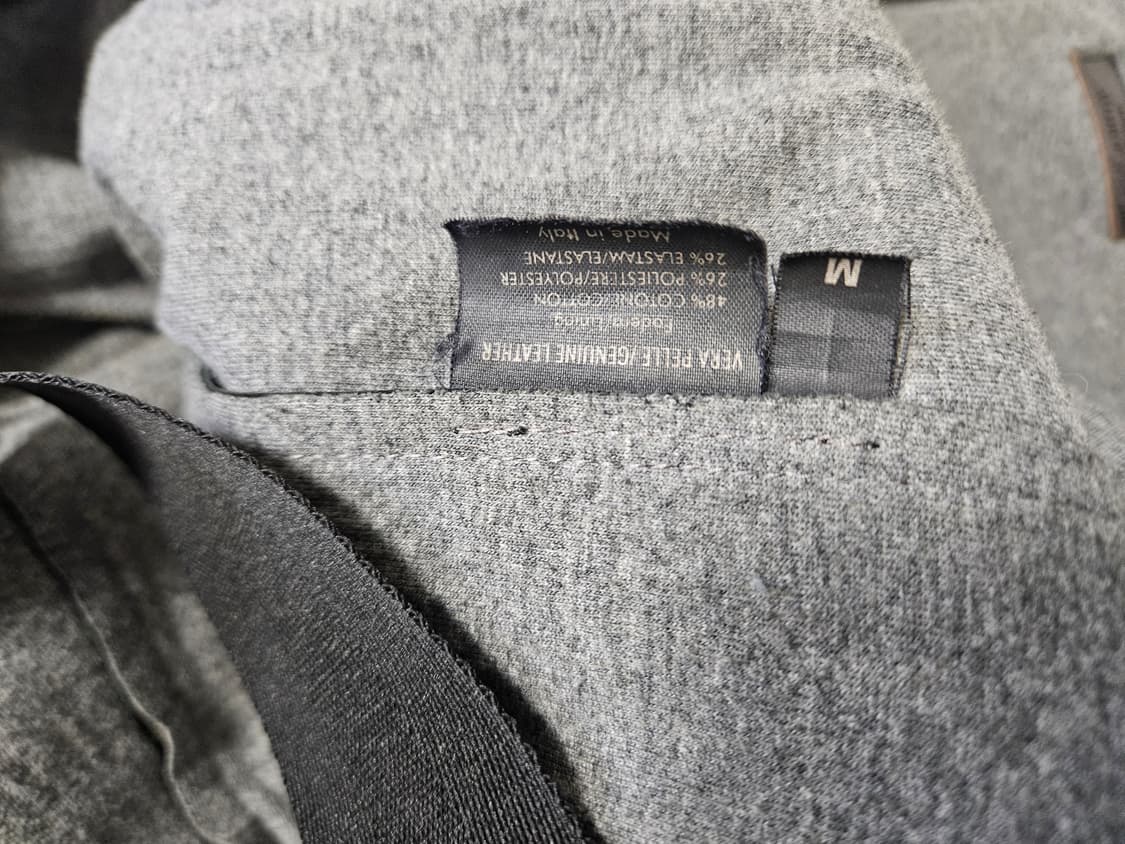 VERA PELLE/GENUINE LEATHER
Fodera/Lining
48% COTONE/COTTON
26% POLIESTERE/POLYESTER
26% ELASTAM/ELASTANE
Made in Italy
M